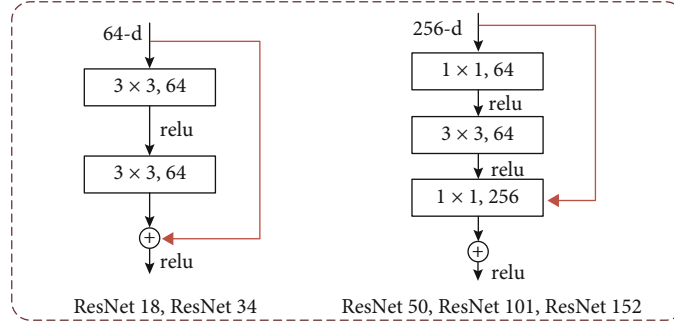 64-d
3 × 3, 64
relu
3 × 3, 64
+
relu
ResNet 18, ResNet 34
256-d
1 × 1, 64
relu
3 × 3, 64
relu
1 × 1, 256
+
relu
ResNet 50, ResNet 101, ResNet 152